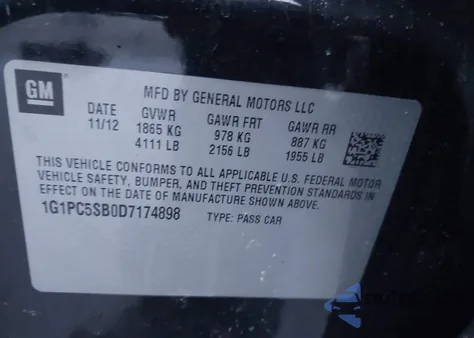 GM
MFD BY GENERAL MOTORS LLC
DATE GVWR GAWR FRT GAWR RR
11/12 1865 KG 978 KG 887 KG
4111 LB 2156 LB 1955 LB
THIS VEHICLE CONFORMS TO ALL APPLICABLE U.S. FEDERAL MOTOR
VEHICLE SAFETY, BUMPER, AND THEFT PREVENTION STANDARDS IN
EFFECT ON THE DATE OF MANUFACTURE SHOWN ABOVE.
1G1PC5SB0D7174898 TYPE: PASS CAR